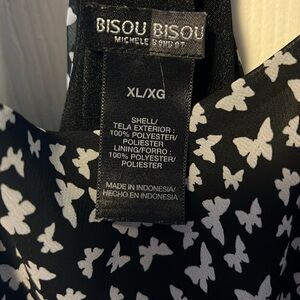 BISOU BISOU
MICHELE BOHBOT
XL/XG
SHELL/
TELA EXTERIOR :
100% POLYESTER/
POLIESTER
LINING/FORRO :
100% POLYESTER/
POLIESTER
MADE IN INDONESIA/
HECHO EN INDONESIA